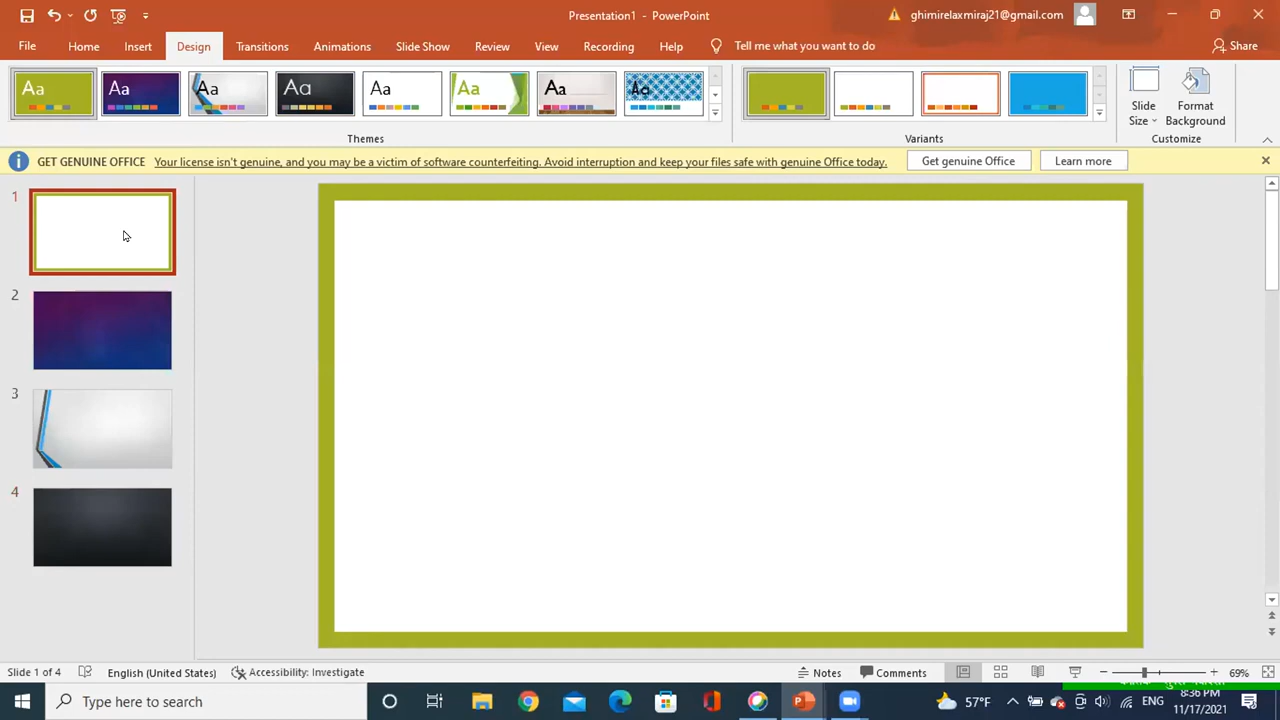 Presentation1 - PowerPoint
ghimirelaxmiraj21@gmail.com
File Home Insert Design Transitions Animations Slide Show Review View Recording Help Tell me what you want to do
Share
Aa Aa Aa Aa Aa Aa Aa Aa
Slide Size
Format Background
Themes
Variants
Customize
GET GENUINE OFFICE Your license isn't genuine, and you may be a victim of software counterfeiting. Avoid interruption and keep your files safe with genuine Office today. Get genuine Office Learn more
1
2
3
4
Slide 1 of 4 English (United States) Accessibility: Investigate Notes Comments 69%
Type here to search
57°F
ENG
8:36 PM
11/17/2021